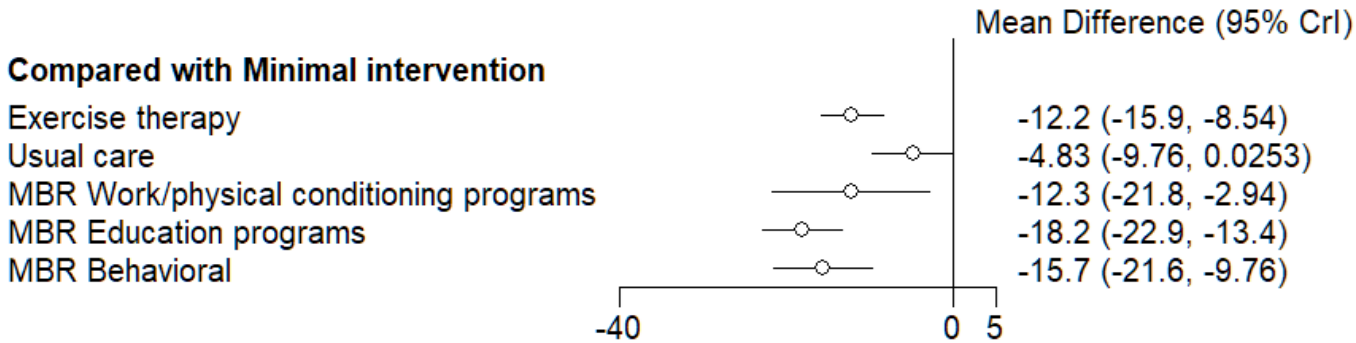 Mean Difference (95% CrI)
Compared with Minimal intervention
Exercise therapy -12.2 (-15.9, -8.54)
Usual care -4.83 (-9.76, 0.0253)
MBR Work/physical conditioning programs -12.3 (-21.8, -2.94)
MBR Education programs -18.2 (-22.9, -13.4)
MBR Behavioral -15.7 (-21.6, -9.76)
-40 0 5